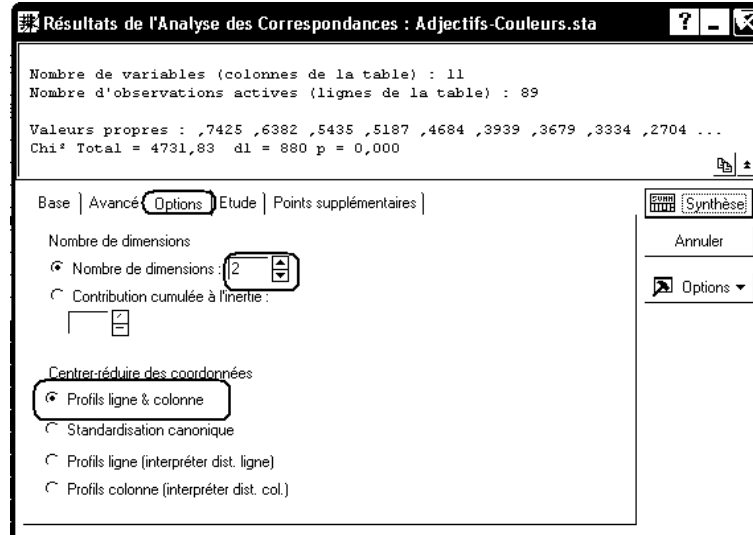 Résultats de l'Analyse des Correspondances : Adjectifs-Couleurs.sta
Nombre de variables (colonnes de la table) : 11
Nombre d'observations actives (lignes de la table) : 89
Valeurs propres : ,7425 ,6382 ,5435 ,5187 ,4684 ,3939 ,3679 ,3334 ,2704 ...
Chi² Total = 4731,83 dl = 880 p = 0,000
Base Avancé Options Etude Points supplémentaires
Synthèse
Annuler
Options
Nombre de dimensions
Nombre de dimensions : 2
Contribution cumulée à l'inertie :
Centrer-réduire des coordonnées
Profils ligne & colonne
Standardisation canonique
Profils ligne (interpréter dist. ligne)
Profils colonne (interpréter dist. col.)